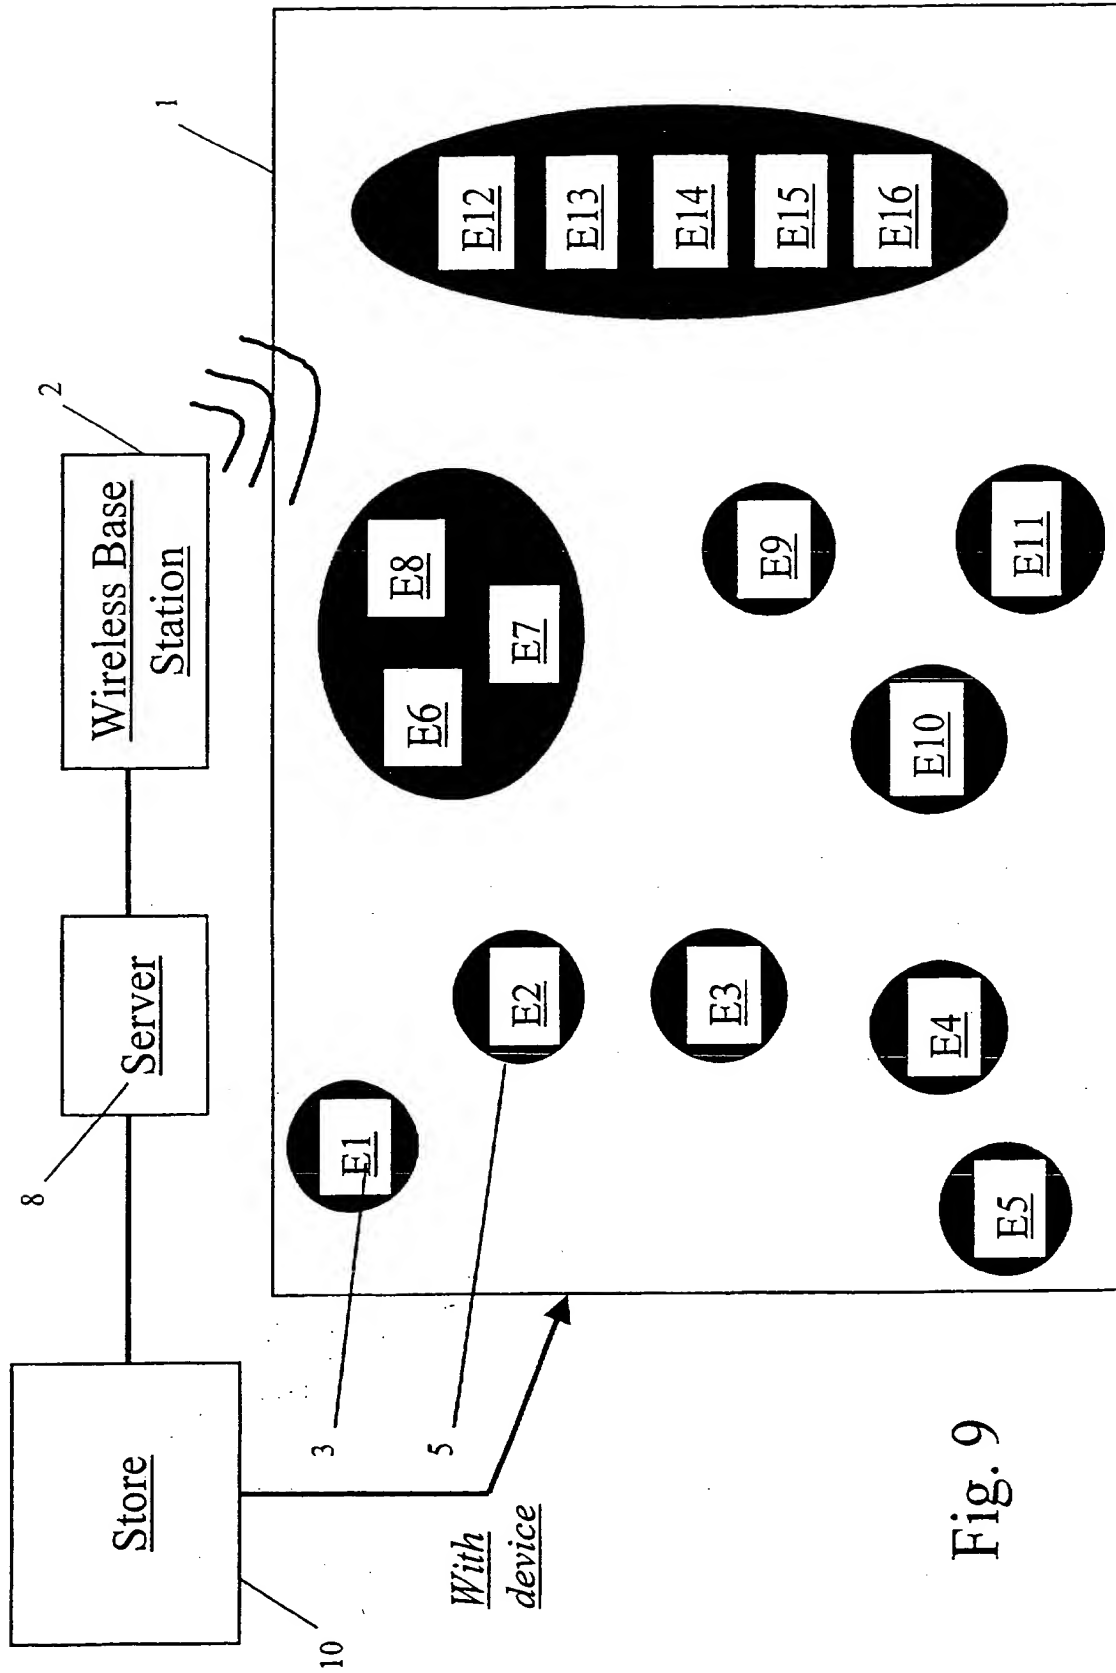 10
Store
8
Server
2
Wireless Base
Station
1
With
device
3
5
E1
E2
E3
E4
E5
E6
E7
E8
E9
E10
E11
E12
E13
E14
E15
E16
Fig. 9